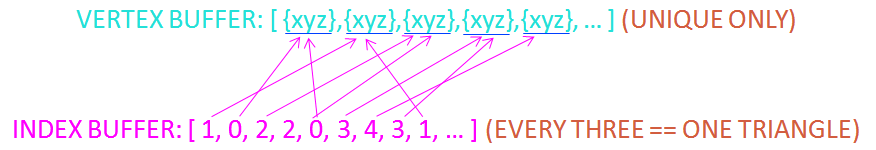 VERTEX BUFFER: [ {xyz},{xyz},{xyz},{xyz},{xyz}, ... ] (UNIQUE ONLY)
INDEX BUFFER: [ 1, 0, 2, 2, 0, 3, 4, 3, 1, ... ] (EVERY THREE == ONE TRIANGLE)